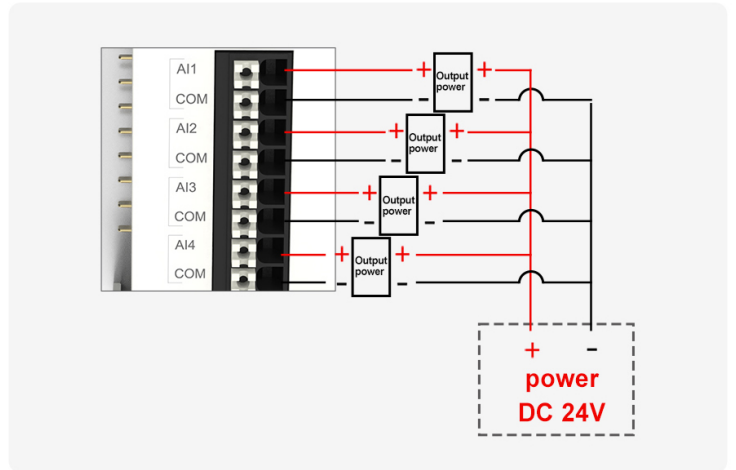 AI1
+ Output power +
COM
- -
AI2
+ Output power +
COM
- -
AI3
+ Output power +
COM
- -
AI4
+ Output power +
COM
- -
+ -
power
DC 24V